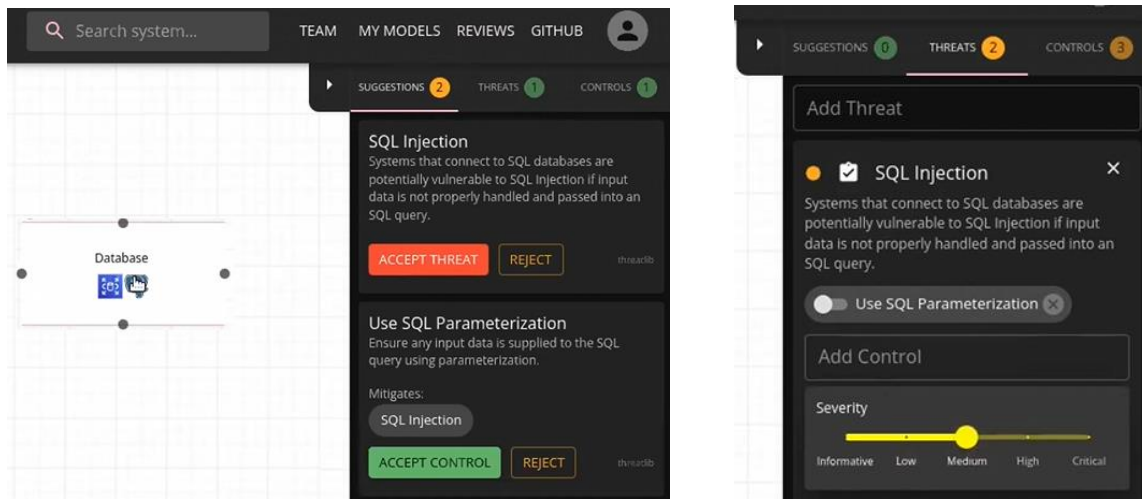 Search system...
TEAM MY MODELS REVIEWS GITHUB
SUGGESTIONS 2 THREATS 1 CONTROLS 1
SQL Injection
Systems that connect to SQL databases are
potentially vulnerable to SQL Injection if input
data is not properly handled and passed into an
SQL query.
ACCEPT THREAT REJECT threatlib
Database
Use SQL Parameterization
Ensure any input data is supplied to the SQL
query using parameterization.
Mitigates:
SQL Injection
ACCEPT CONTROL REJECT threatlib
SUGGESTIONS 0 THREATS 2 CONTROLS 3
Add Threat
SQL Injection
Systems that connect to SQL databases are
potentially vulnerable to SQL Injection if input
data is not properly handled and passed into an
SQL query.
Use SQL Parameterization
Add Control
Severity
Informative Low Medium High Critical